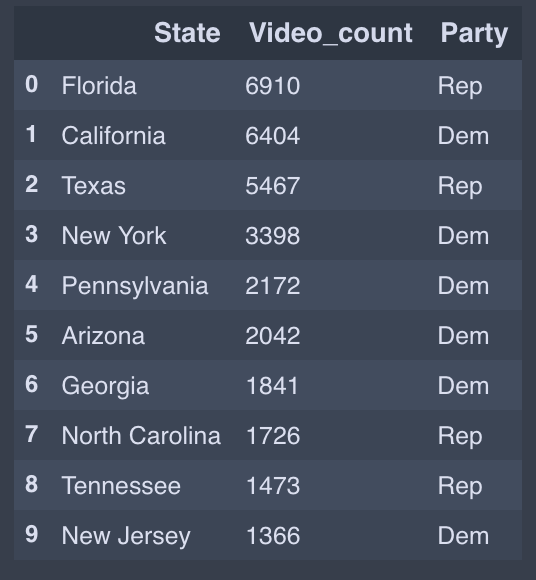 State Video_count Party
0 Florida 6910 Rep
1 California 6404 Dem
2 Texas 5467 Rep
3 New York 3398 Dem
4 Pennsylvania 2172 Dem
5 Arizona 2042 Dem
6 Georgia 1841 Dem
7 North Carolina 1726 Rep
8 Tennessee 1473 Rep
9 New Jersey 1366 Dem